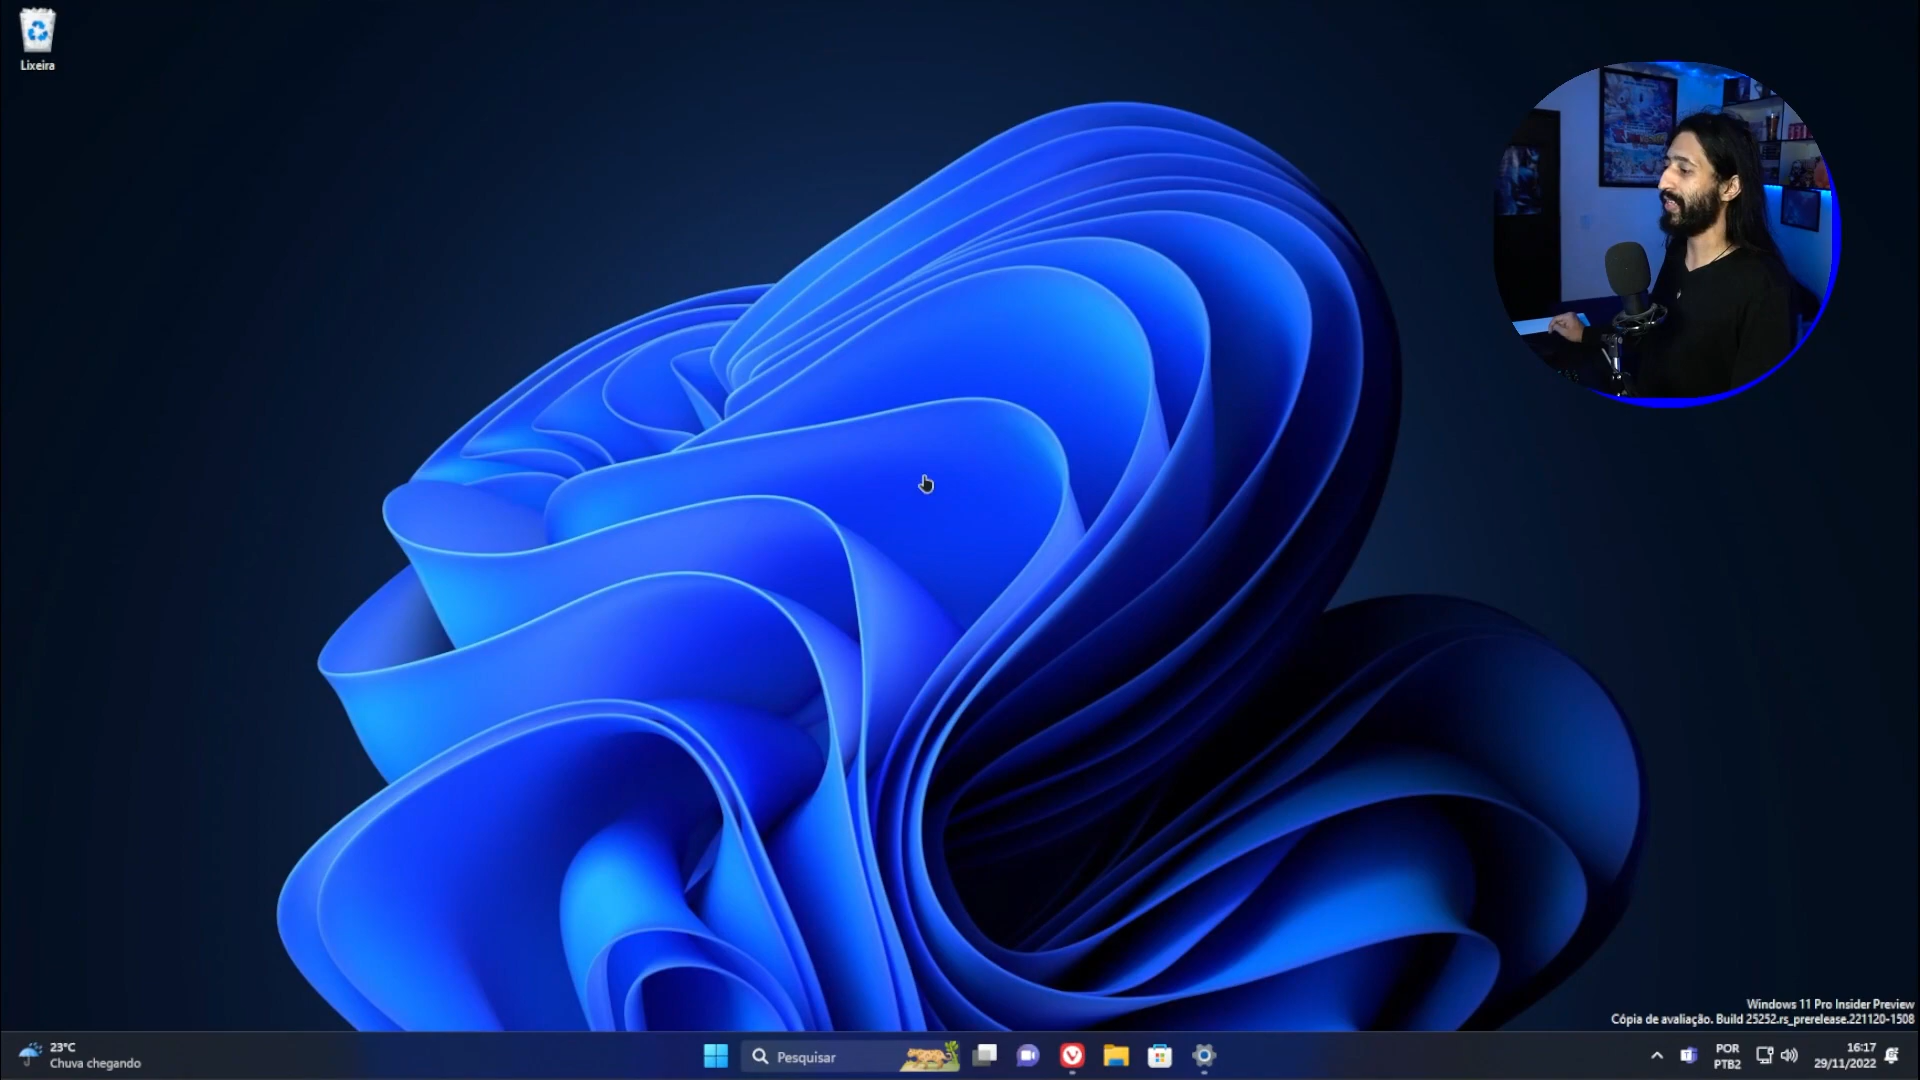 Lixeira
Windows 11 Pro Insider Preview
Cópia de avaliação. Build 25252.rs_prerelease.221120-1508
23°C
Chuva chegando
Pesquisar
POR
PTB2
16:17
29/11/2022